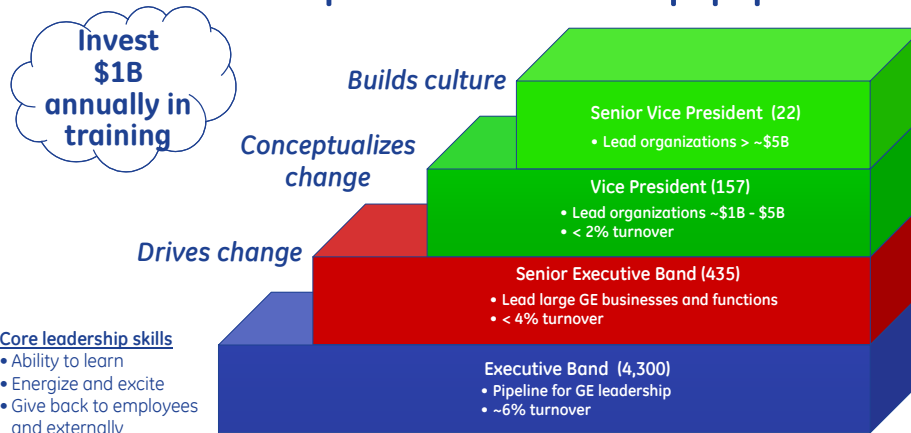 Invest
$1B
annually in
training
Builds culture
Conceptualizes
change
Drives change
Senior Vice President (22)
• Lead organizations > ~$5B
Vice President (157)
• Lead organizations ~$1B - $5B
• < 2% turnover
Senior Executive Band (435)
• Lead large GE businesses and functions
• < 4% turnover
Executive Band (4,300)
• Pipeline for GE leadership
• ~6% turnover
Core leadership skills
• Ability to learn
• Energize and excite
• Give back to employees
and externally